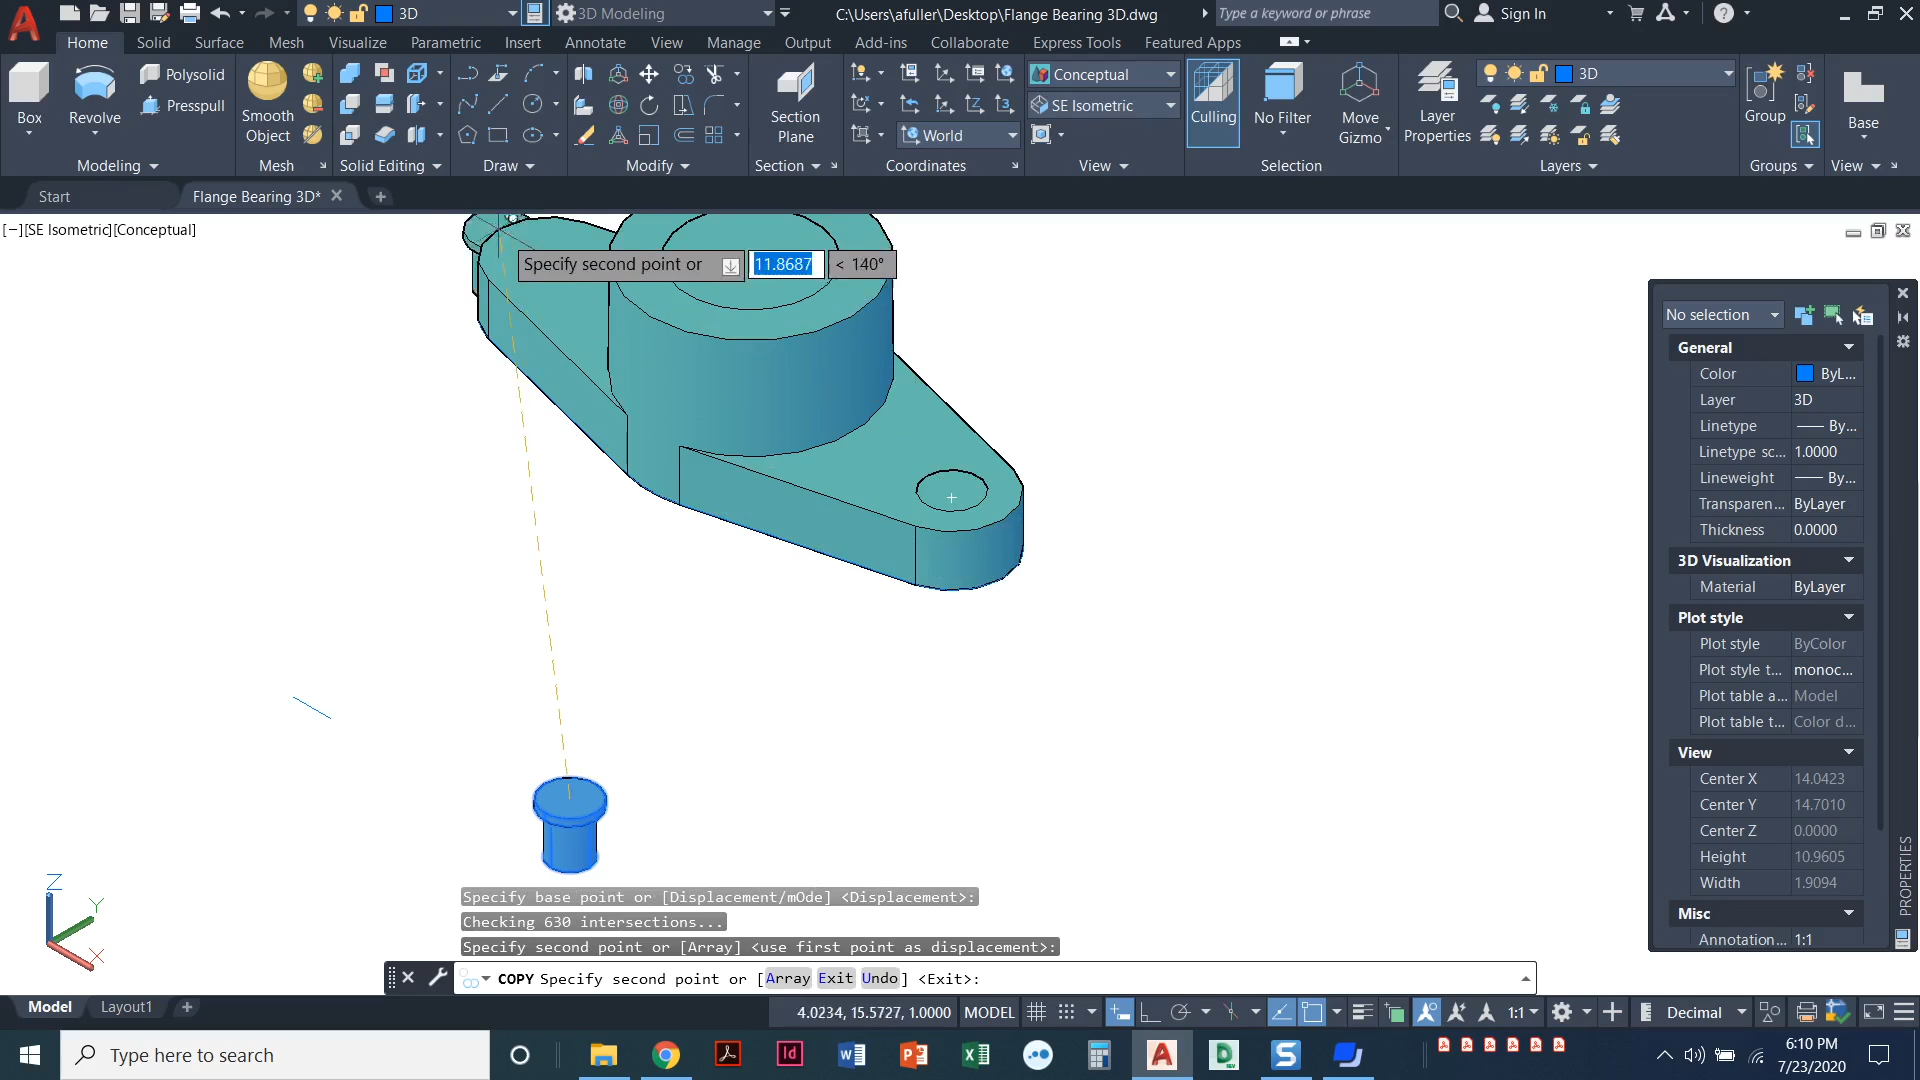 3D
3D Modeling
C:\Users\afuller\Desktop\Flange Bearing 3D.dwg
Type a keyword or phrase
Sign In
Home Solid Surface Mesh Visualize Parametric Insert Annotate View Manage Output Add-ins Collaborate Express Tools Featured Apps
Box
Revolve
Polysolid
Presspull
Smooth
Object
Section
Plane
World
Conceptual
SE Isometric
Culling
No Filter
Move
Gizmo
Layer
Properties
3D
Group
Base
Modeling Mesh Solid Editing Draw Modify Section Coordinates View Selection Layers Groups View
Start
Flange Bearing 3D*
[−][SE Isometric][Conceptual]
Specify second point or
11.8687
< 140°
No selection
General
Color ByL...
Layer 3D
Linetype By...
Linetype sc... 1.0000
Lineweight By...
Transparen... ByLayer
Thickness 0.0000
3D Visualization
Material ByLayer
Plot style
Plot style ByColor
Plot style t... monoc...
Plot table a... Model
Plot table t... Color d...
View
Center X 14.0423
Center Y 14.7010
Center Z 0.0000
Height 10.9605
Width 1.9094
Misc
Annotation... 1:1
PROPERTIES
Z
Y
X
Specify base point or [Displacement/mOde] <Displacement>:
Checking 630 intersections...
Specify second point or [Array] <use first point as displacement>:
COPY Specify second point or [Array Exit Undo] <Exit>:
Model
Layout1
4.0234, 15.5727, 1.0000
MODEL
1:1
Decimal
Type here to search
6:10 PM
7/23/2020